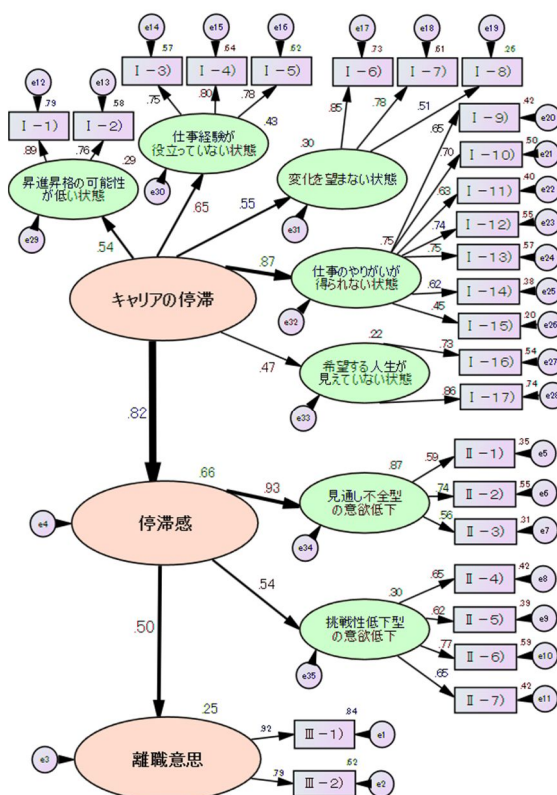 e14
e15
e16
e17
e18
e19
.57
.64
.52
.73
.61
.26
Ⅰ-3)
Ⅰ-4)
Ⅰ-5)
Ⅰ-6)
Ⅰ-7)
Ⅰ-8)
e12
e13
.79
.58
.75
.80
.78
.85
.78
.51
Ⅰ-1)
Ⅰ-2)
.89
.76
.29
.43
仕事経験が
役立っていない状態
e30
.30
変化を望まない状態
e31
昇進昇格の可能性
が低い状態
e29
.54
.65
.55
.87
.47
キャリアの停滞
.75
仕事のやりがいが
得られない状態
e32
.65
Ⅰ-9)
.42
e20
.70
Ⅰ-10)
.50
e21
.63
Ⅰ-11)
.40
e22
.74
Ⅰ-12)
.55
e23
.75
Ⅰ-13)
.57
e24
.62
Ⅰ-14)
.38
e25
.45
Ⅰ-15)
.20
e26
.22
希望する人生が
見えていない状態
e33
.73
Ⅰ-16)
.54
e27
.86
Ⅰ-17)
.74
e28
.82
.66
停滞感
e4
.93
.54
.87
見通し不全型
の意欲低下
e34
.59
Ⅱ-1)
.35
e5
.74
Ⅱ-2)
.55
e6
.56
Ⅱ-3)
.31
e7
.30
挑戦性低下型
の意欲低下
e35
.65
Ⅱ-4)
.42
e8
.62
Ⅱ-5)
.39
e9
.77
Ⅱ-6)
.59
e10
.65
Ⅱ-7)
.42
e11
.50
.25
離職意思
e3
.92
Ⅲ-1)
.84
e1
.79
Ⅲ-2)
.62
e2